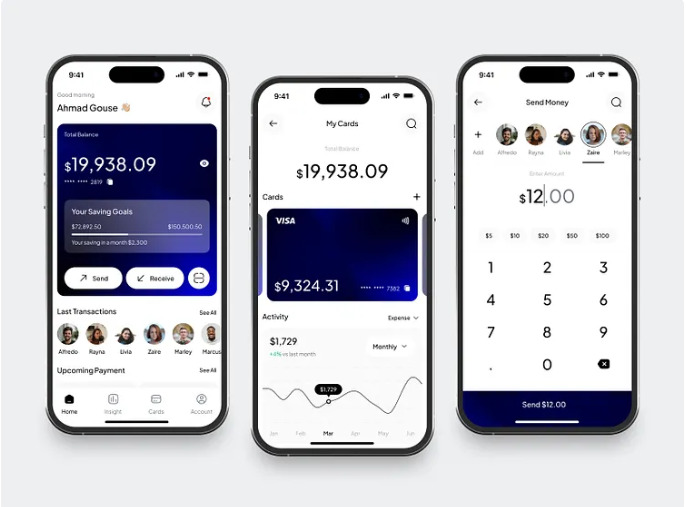 9:41
Good morning
Ahmad Gouse 👋🏻
Total Balance
$19,938.09
•••• •••• 2819
Your Saving Goals
$72,892.50 $150,500.50
Your saving in a month $2,300
Send Receive
Last Transactions See All
Alfredo Rayna Livia Zaire Marley Marcus
Upcoming Payment See All
Home Insight Cards Account
9:41
My Cards
Total Balance
$19,938.09
Cards +
VISA
$9,324.31 •••• •••• 7382
Activity Expense
$1,729 Monthly
+4% vs last month
$1,729
Jan Feb Mar Apr May Jun
9:41
Send Money
+
Add Alfredo Rayna Livia Zaire Marley
Enter Amount
$12.00
$5 $10 $20 $50 $100
1 2 3
4 5 6
7 8 9
. 0
Send $12.00